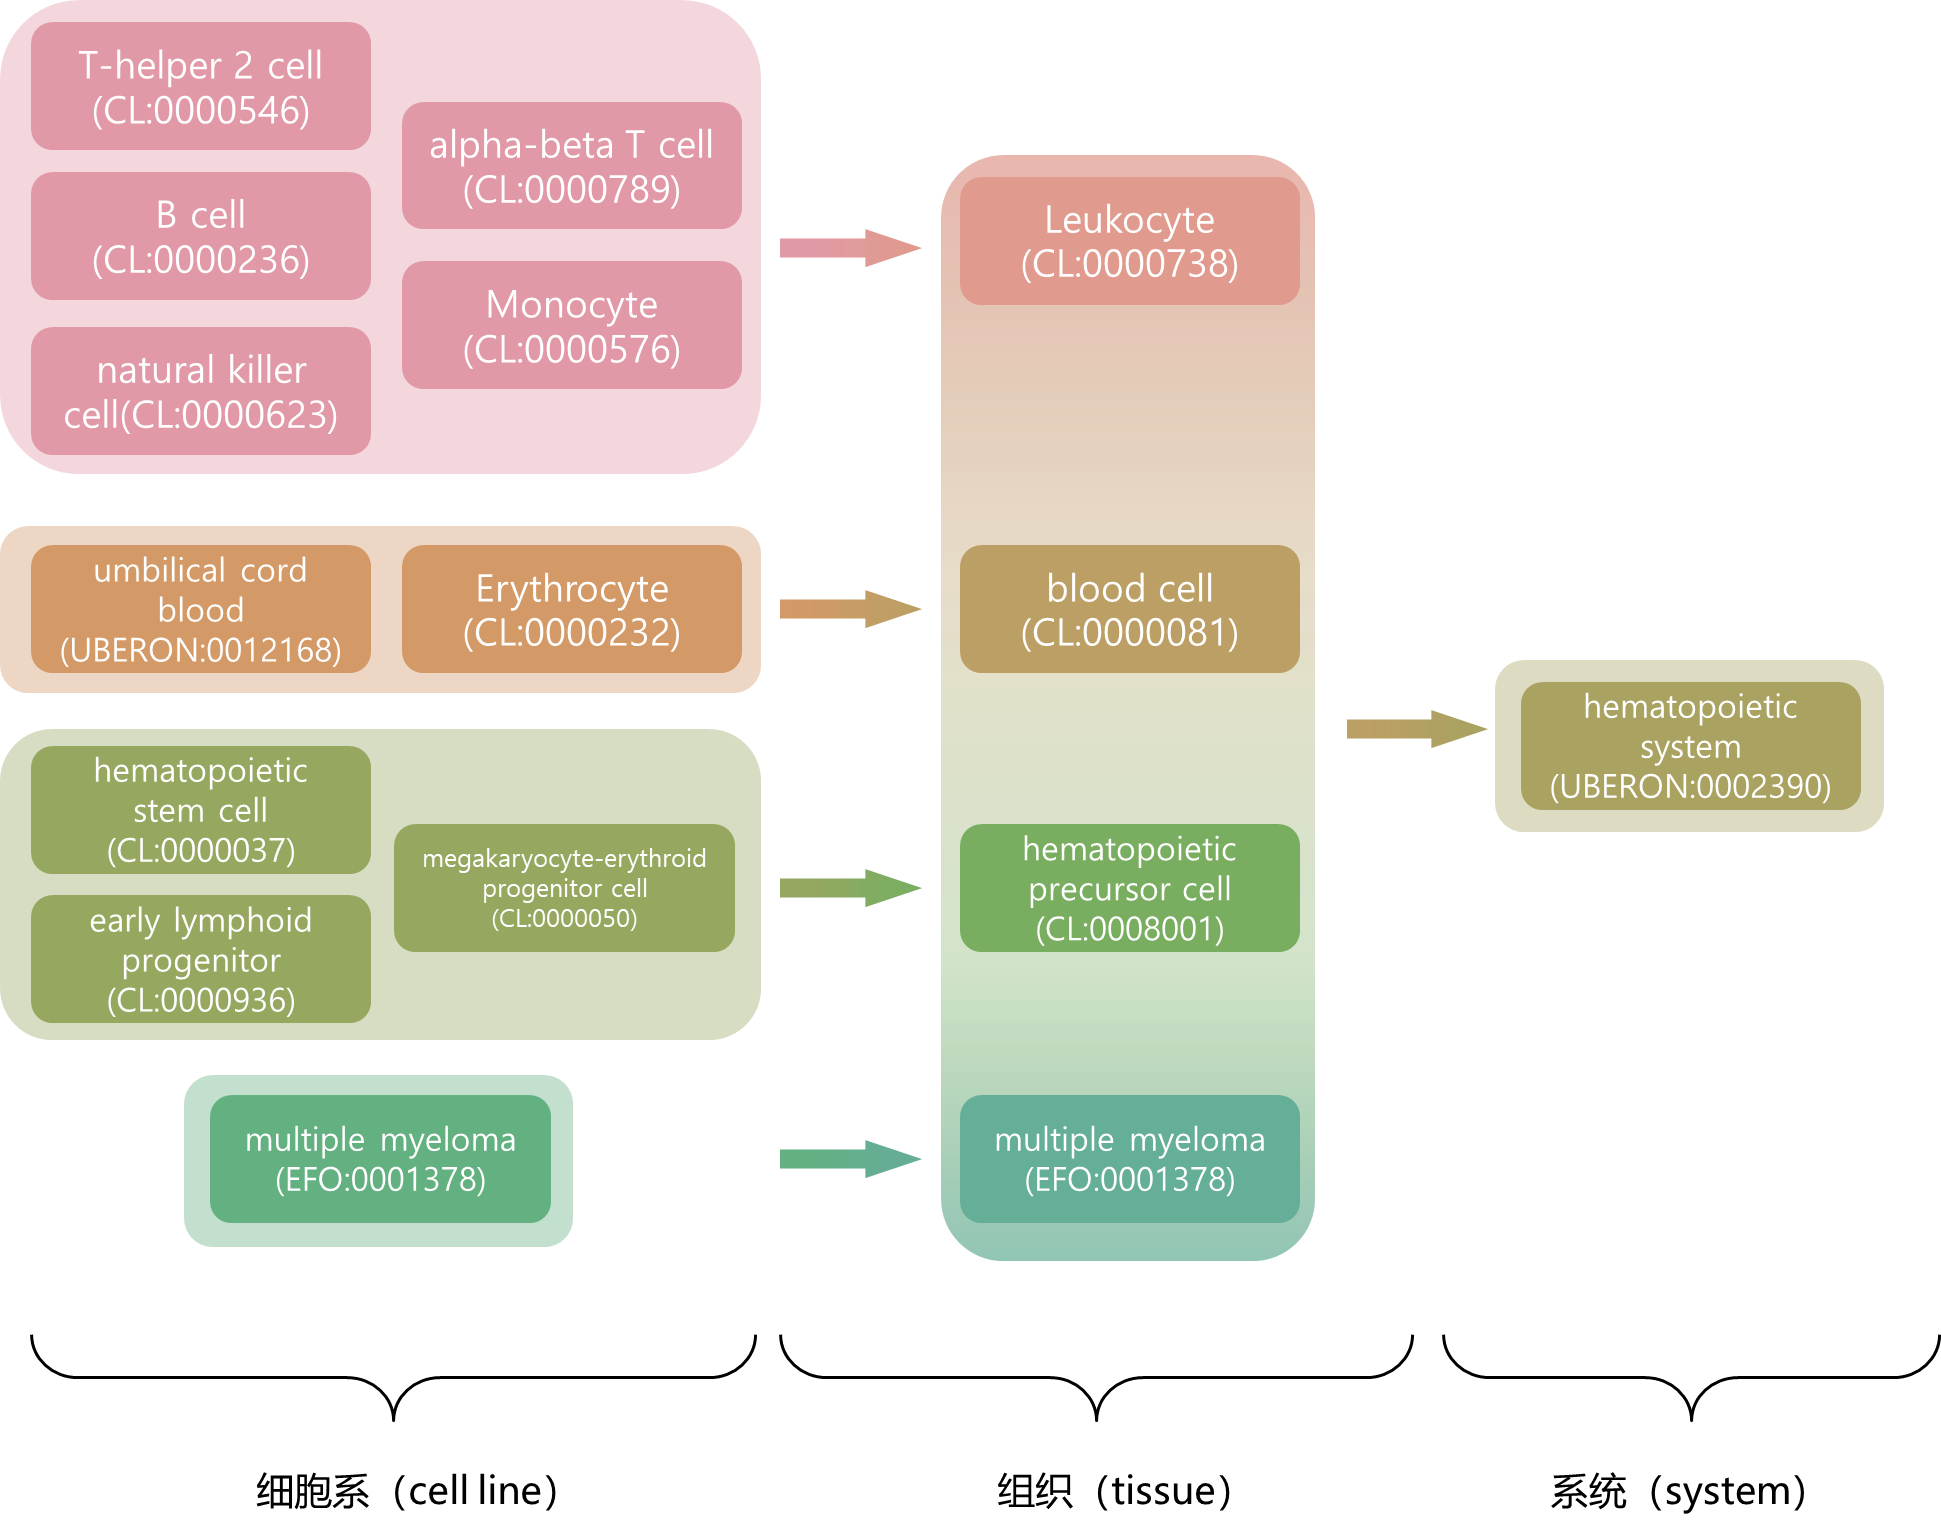 T-helper 2 cell
(CL:0000546)
B cell
(CL:0000236)
natural killer
cell(CL:0000623)
alpha-beta T cell
(CL:0000789)
Monocyte
(CL:0000576)
Leukocyte
(CL:0000738)
umbilical cord
blood
(UBERON:0012168)
Erythrocyte
(CL:0000232)
blood cell
(CL:0000081)
hematopoietic
stem cell
(CL:0000037)
early lymphoid
progenitor
(CL:0000936)
megakaryocyte-erythroid
progenitor cell
(CL:0000050)
hematopoietic
precursor cell
(CL:0008001)
multiple myeloma
(EFO:0001378)
multiple myeloma
(EFO:0001378)
hematopoietic
system
(UBERON:0002390)
细胞系（cell line）
组织（tissue）
系统（system）